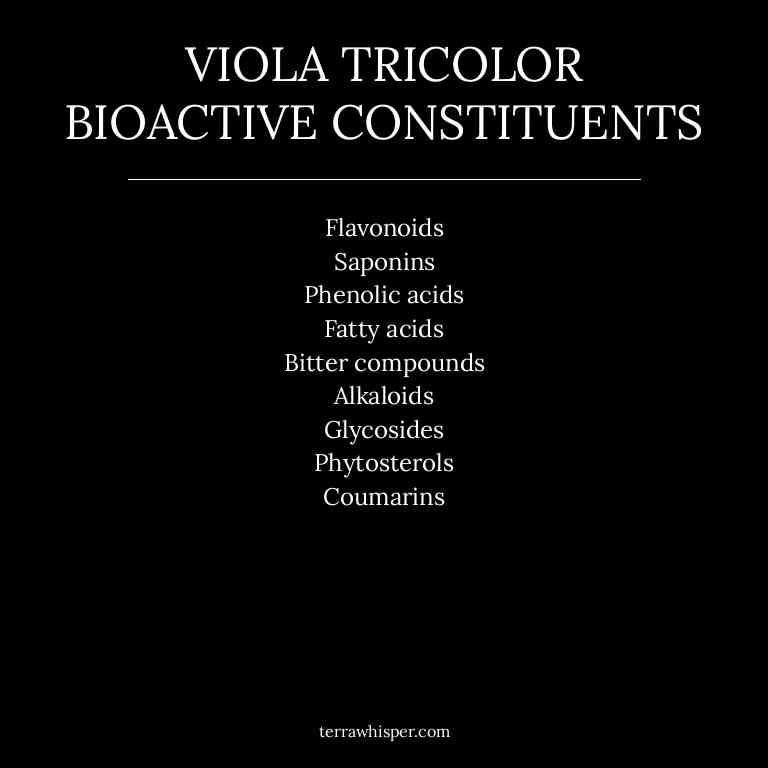 VIOLA TRICOLOR
BIOACTIVE CONSTITUENTS
Flavonoids
Saponins
Phenolic acids
Fatty acids
Bitter compounds
Alkaloids
Glycosides
Phytosterols
Coumarins
terrawhisper.com